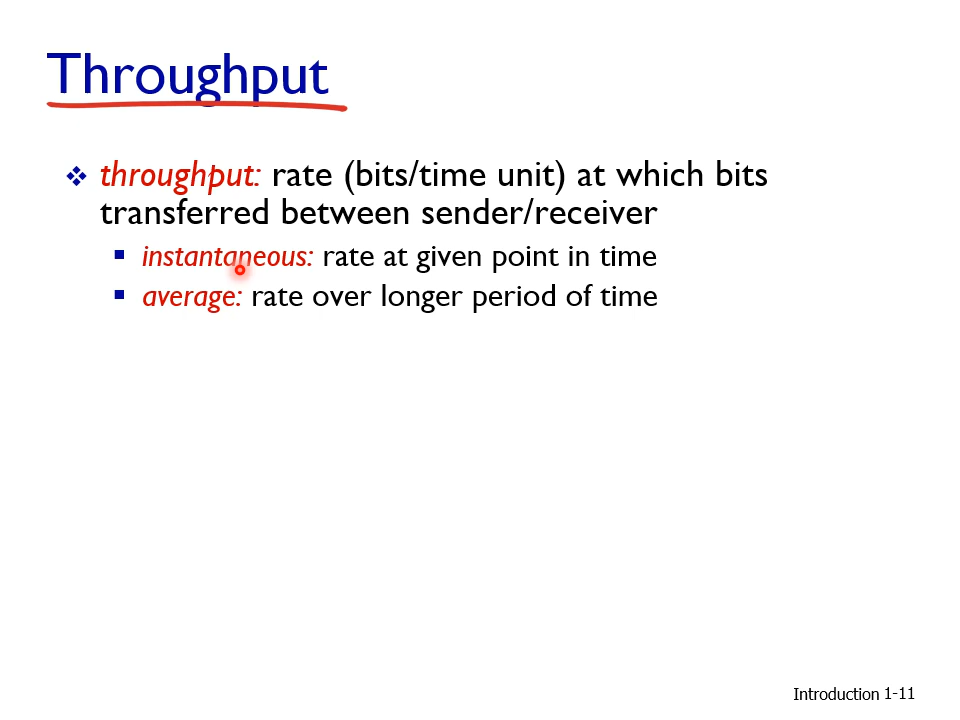 Throughput
throughput: rate (bits/time unit) at which bits
transferred between sender/receiver
instantaneous: rate at given point in time
average: rate over longer period of time
Introduction 1-11